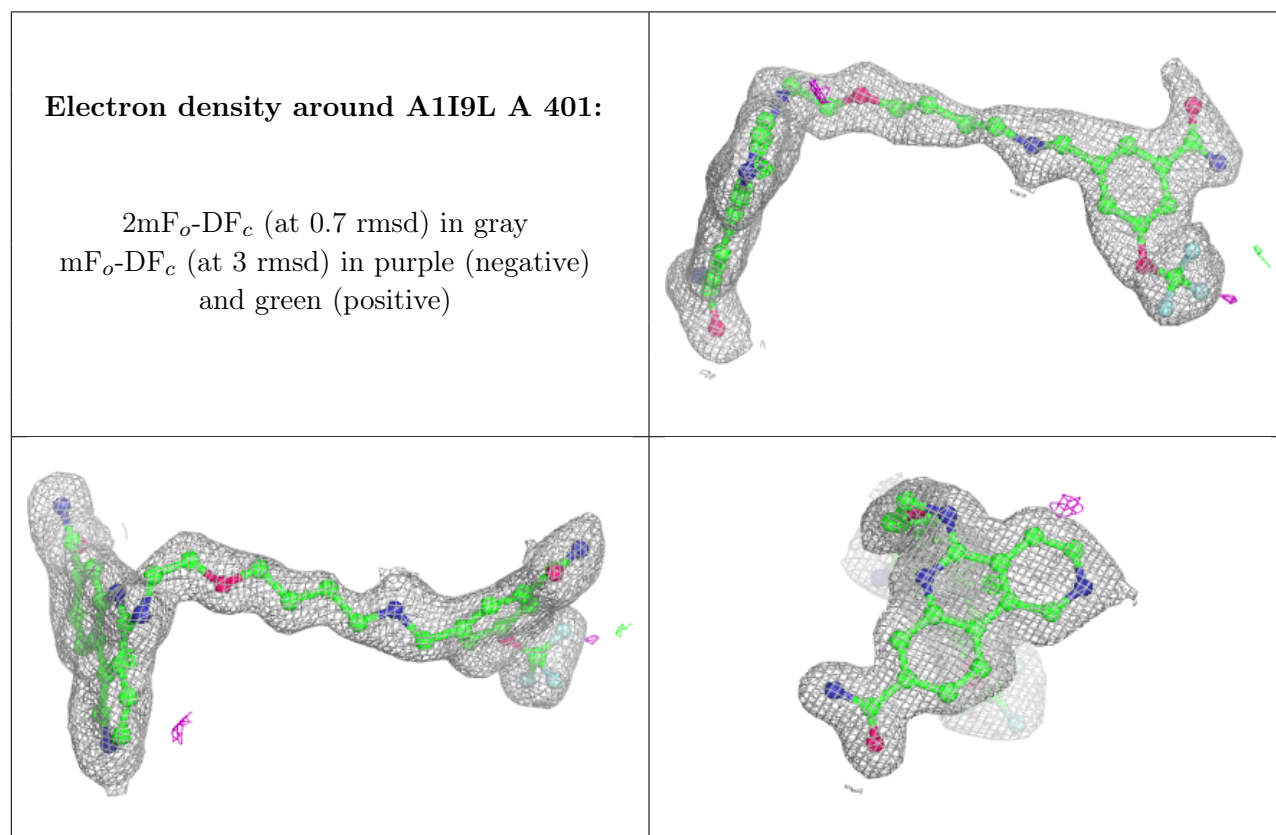 Electron density around A1I9L A 401:
2mFo-DFc (at 0.7 rmsd) in gray
mFo-DFc (at 3 rmsd) in purple (negative)
and green (positive)